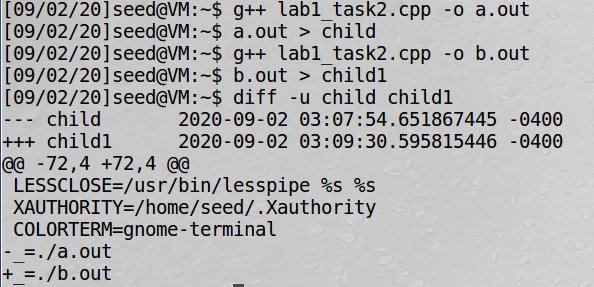 [09/02/20]seed@VM:~$ g++ lab1_task2.cpp -o a.out
[09/02/20]seed@VM:~$ a.out > child
[09/02/20]seed@VM:~$ g++ lab1_task2.cpp -o b.out
[09/02/20]seed@VM:~$ b.out > child1
[09/02/20]seed@VM:~$ diff -u child child1
--- child       2020-09-02 03:07:54.651867445 -0400
+++ child1      2020-09-02 03:09:30.595815446 -0400
@@ -72,4 +72,4 @@
 LESSCLOSE=/usr/bin/lesspipe %s %s
 XAUTHORITY=/home/seed/.Xauthority
 COLORTERM=gnome-terminal
-_=./a.out
+_=./b.out